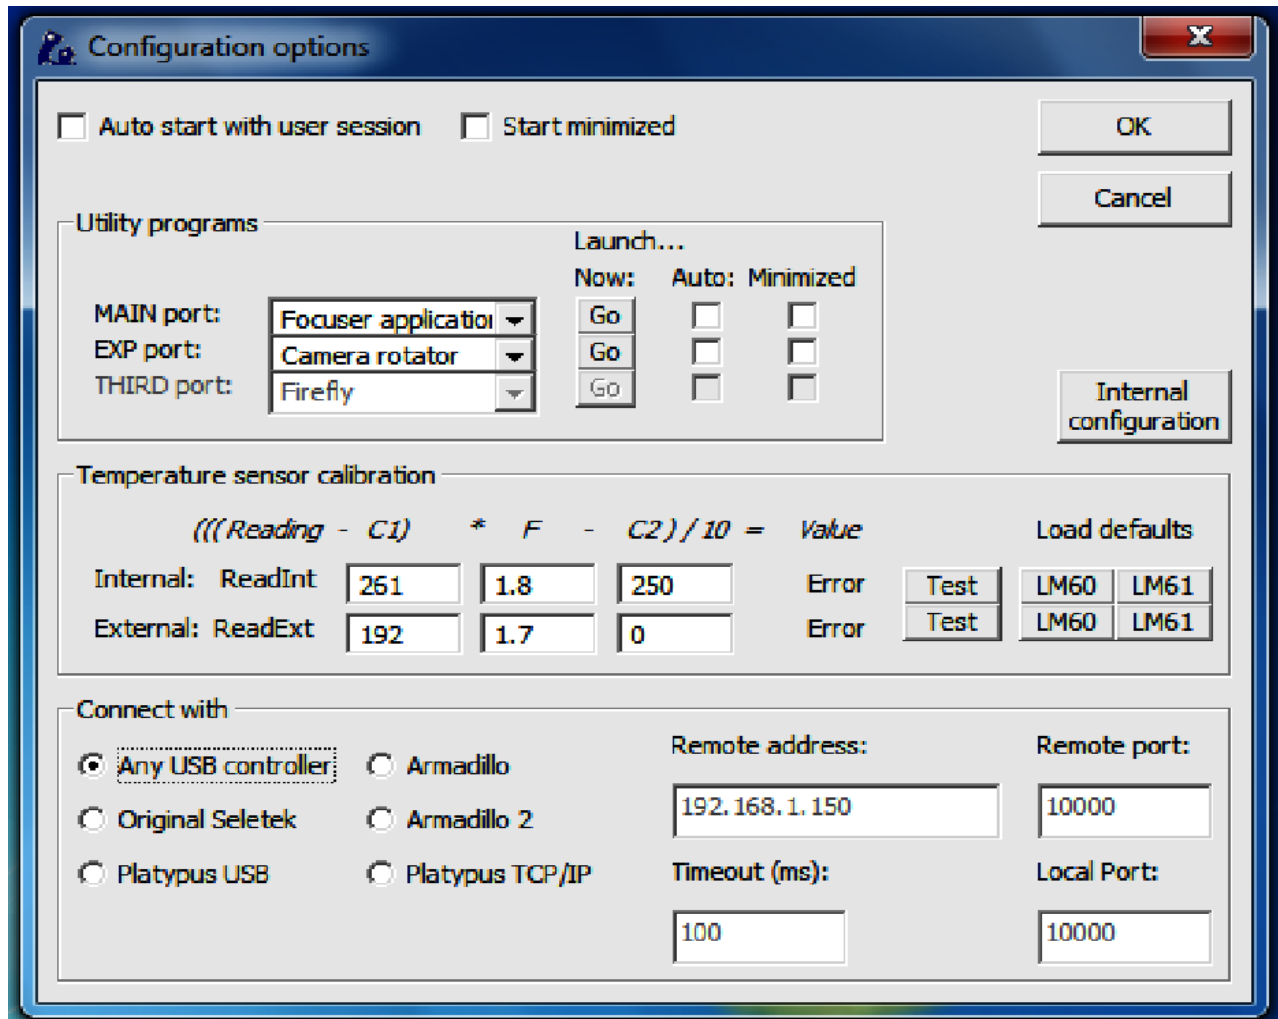 Configuration options
Auto start with user session Start minimized OK
Cancel
Utility programs
Launch...
Now: Auto: Minimized
MAIN port: Focuser application Go
EXP port: Camera rotator Go
THIRD port: Firefly Go
Internal
configuration
Temperature sensor calibration
(((Reading - C1) * F - C2)/10 = Value Load defaults
Internal: ReadInt 261 1.8 250 Error Test LM60 LM61
External: ReadExt 192 1.7 0 Error Test LM60 LM61
Connect with
Any USB controller Armadillo Remote address: Remote port:
192.168.1.150 10000
Original Seletek Armadillo 2
Platypus USB Platypus TCP/IP Timeout (ms): Local Port:
100 10000